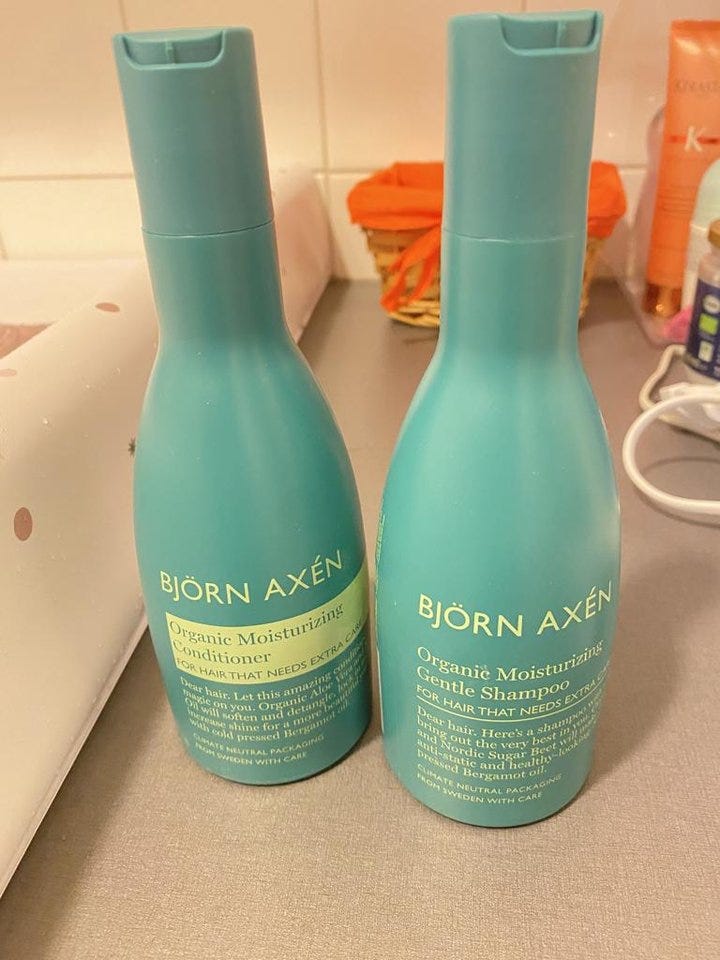 BJÖRN AXÉN
Organic Moisturizing
Conditioner
FOR HAIR THAT NEEDS EXTRA CARE
Dear hair. Let this amazing
magic on you. Organic Aloe Vera
Oil will soften and detangle,
increase shine for a more
with cold pressed Bergamot oil.
CLIMATE NEUTRAL PACKAGING
FROM SWEDEN WITH CARE
BJÖRN AXÉN
Organic Moisturizing
Gentle Shampoo
FOR HAIR THAT NEEDS EXTRA
Dear hair. Here's a shampoo
bring out the very best in you.
and Nordic Sugar Beet will
anti-static and healthy-looking
pressed Bergamot oil.
CLIMATE NEUTRAL PACKAGING
FROM SWEDEN WITH CARE
K